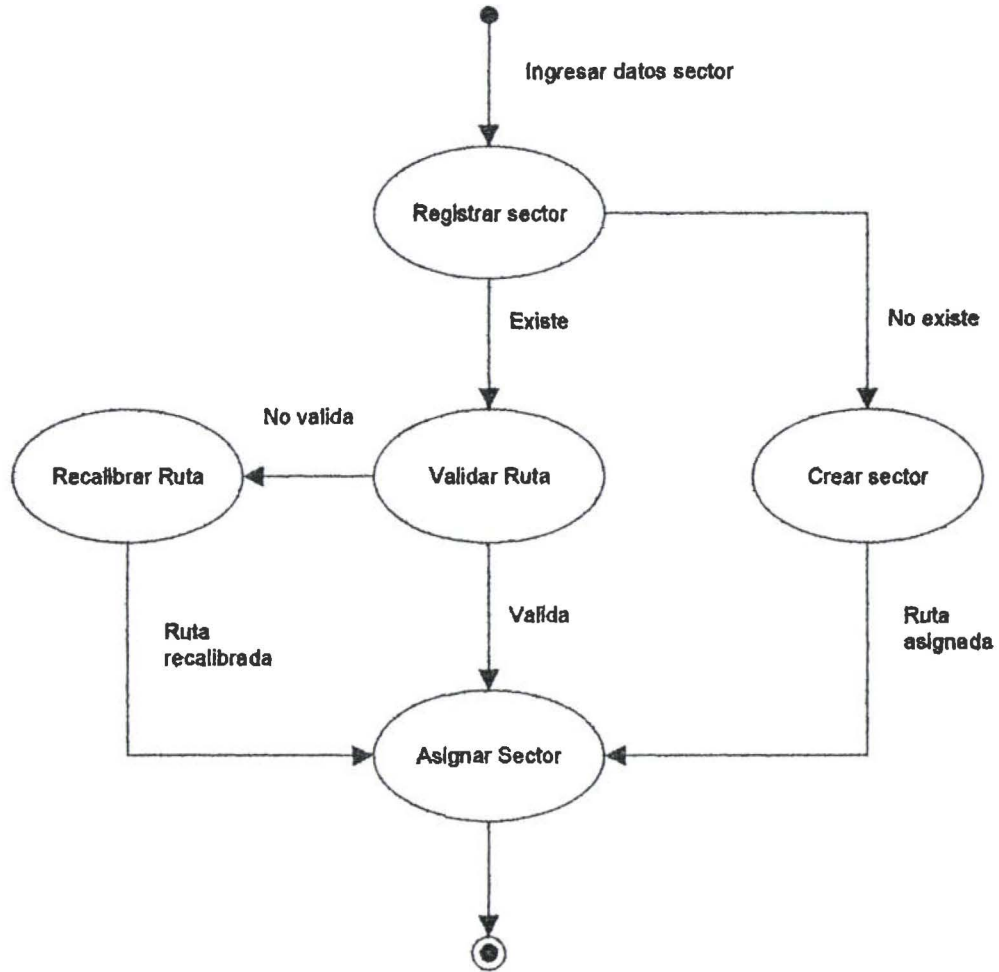 Ingresar datos sector
Registrar sector
Existe
No existe
No valida
Recalibrar Ruta
Validar Ruta
Crear sector
Ruta
recalibrada
Valida
Ruta
asignada
Asignar Sector